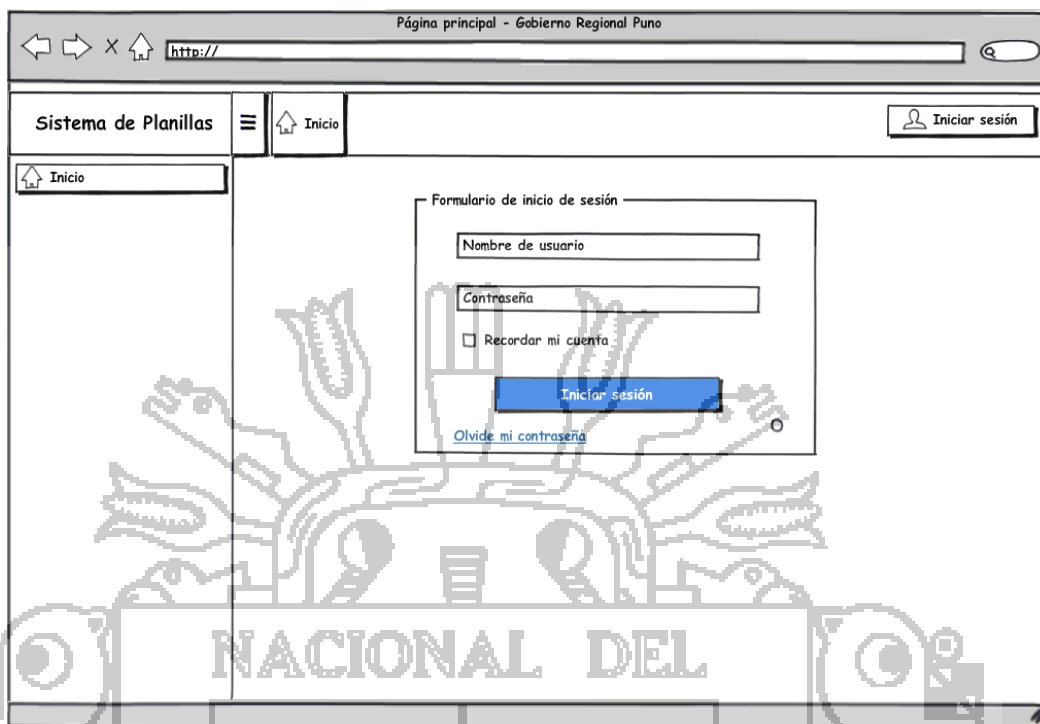 Página principal - Gobierno Regional Puno
http://
Sistema de Planillas
Inicio
Iniciar sesión
Inicio
Formulario de inicio de sesión
Nombre de usuario
Contraseña
Recordar mi cuenta
Iniciar sesión
Olvide mi contraseña
NACIONAL DEL